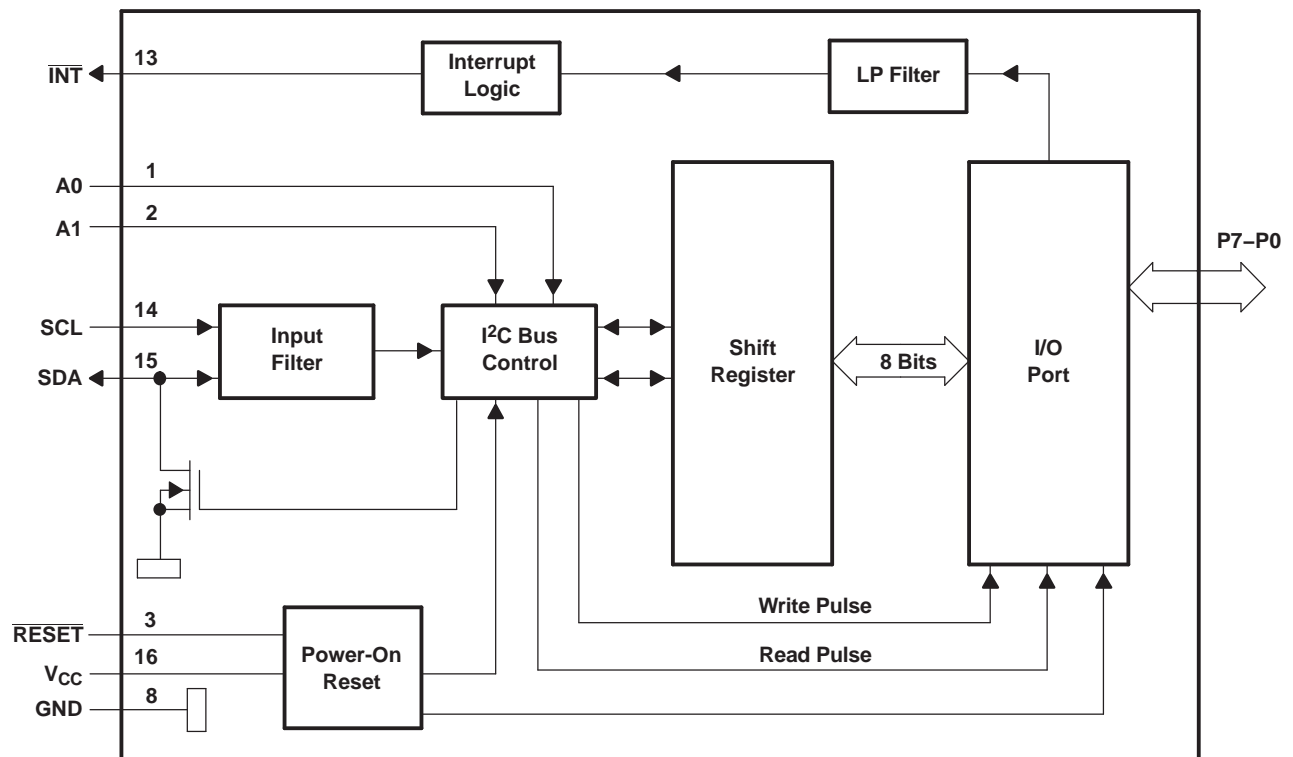 INT
13
Interrupt
Logic
LP Filter
A0
1
A1
2
P7–P0
SCL
14
SDA
15
Input
Filter
I²C Bus
Control
Shift
Register
8 Bits
I/O
Port
Write Pulse
Read Pulse
RESET
3
VCC
16
GND
8
Power-On
Reset